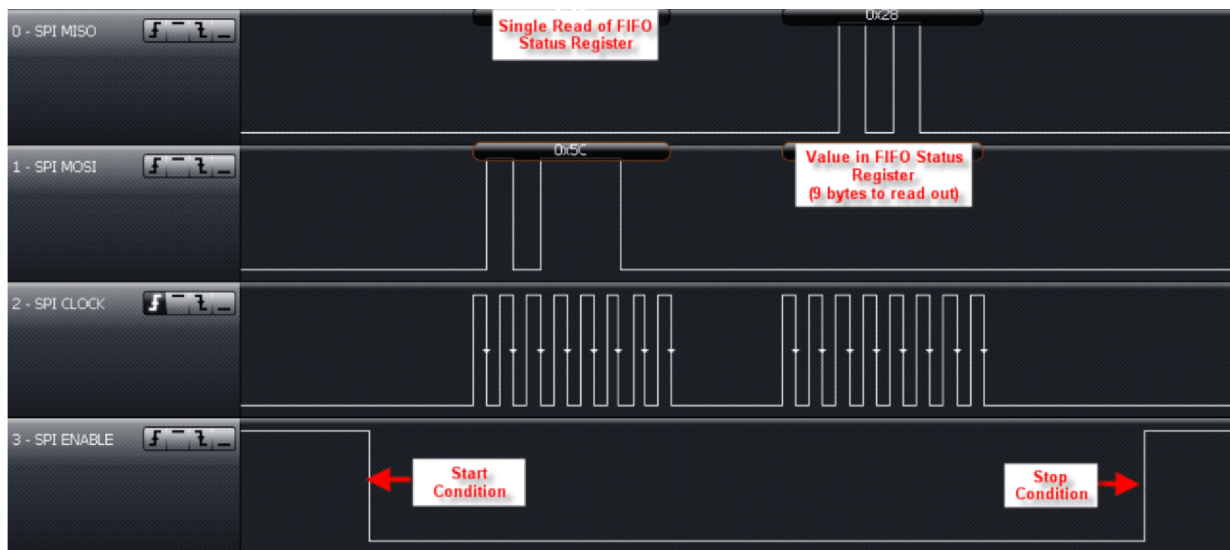 0 - SPI MISO
Single Read of FIFO
Status Register
0x28
1 - SPI MOSI
0x5C
Value in FIFO Status
Register
(9 bytes to read out)
2 - SPI CLOCK
3 - SPI ENABLE
Start
Condition
Stop
Condition